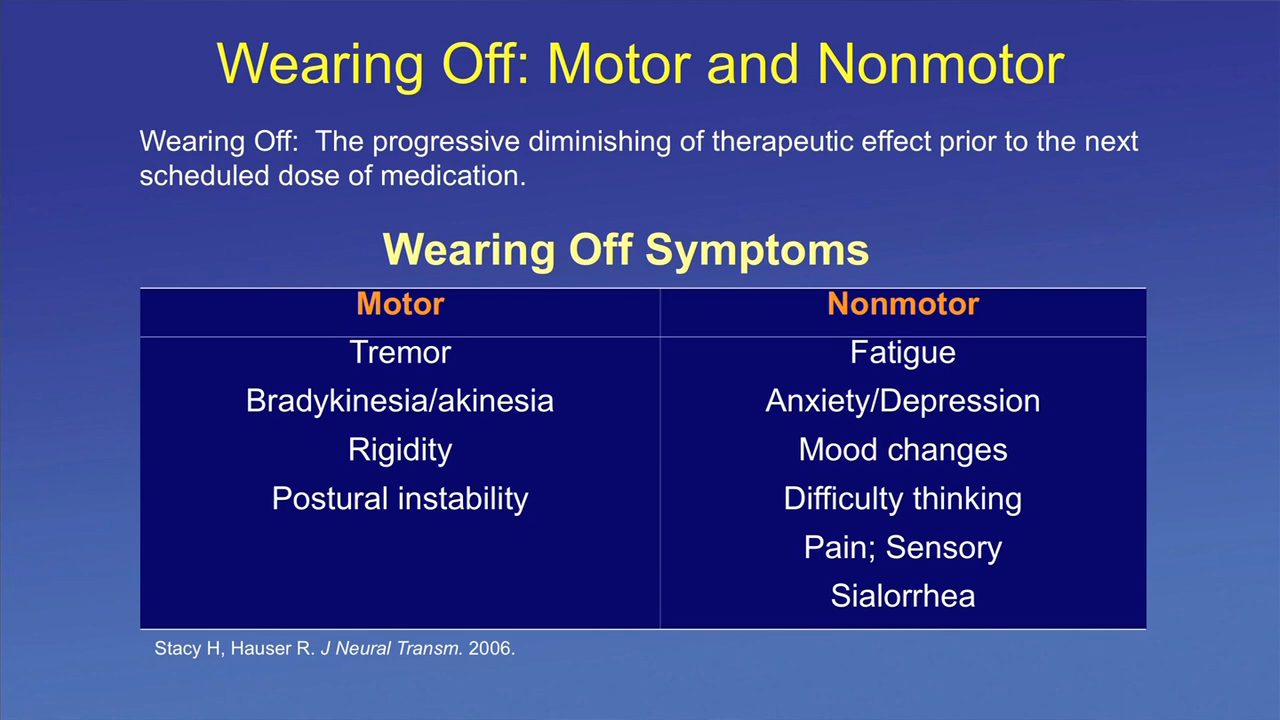 Wearing Off: Motor and Nonmotor
Wearing Off:  The progressive diminishing of therapeutic effect prior to the next
scheduled dose of medication.
Wearing Off Symptoms
Motor
Nonmotor
Tremor
Fatigue
Bradykinesia/akinesia
Anxiety/Depression
Rigidity
Mood changes
Postural instability
Difficulty thinking
Pain; Sensory
Sialorrhea
Stacy H, Hauser R. J Neural Transm. 2006.